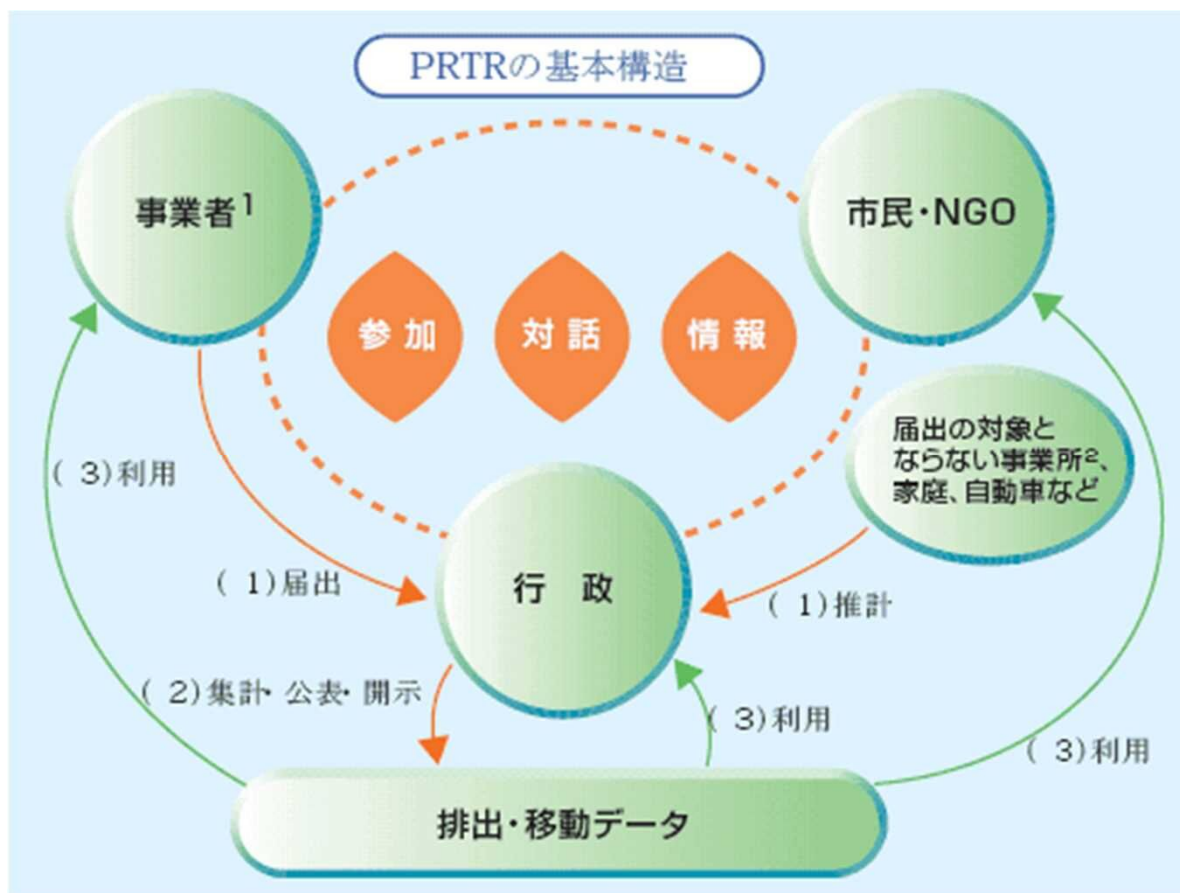 PRTRの基本構造
事業者1
市民・NGO
参加
対話
情報
届出の対象と
ならない事業所2、
家庭、自動車など
( 3)利用
( 1)届出
行 政
( 1)推計
( 2)集計・公表・開示
( 3)利用
( 3)利用
排出・移動データ